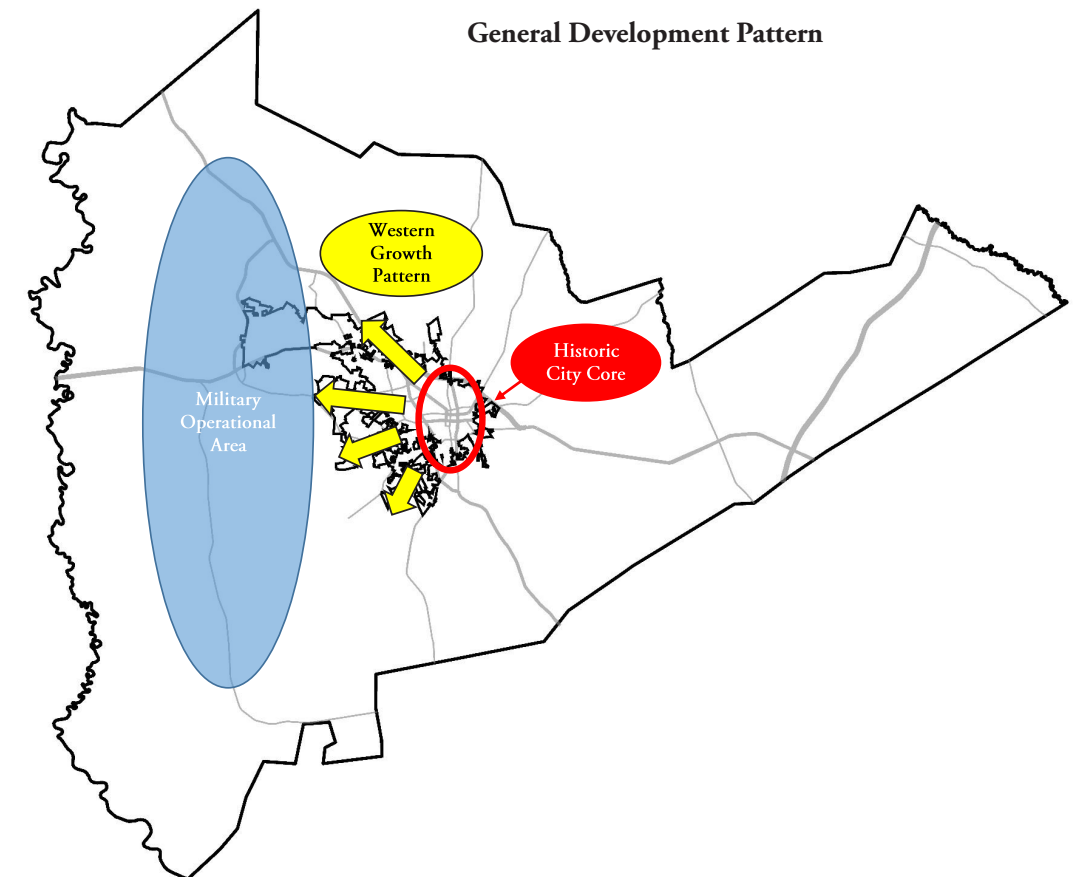 General Development Pattern
Western
Growth
Pattern
Historic
City Core
Military
Operational
Area